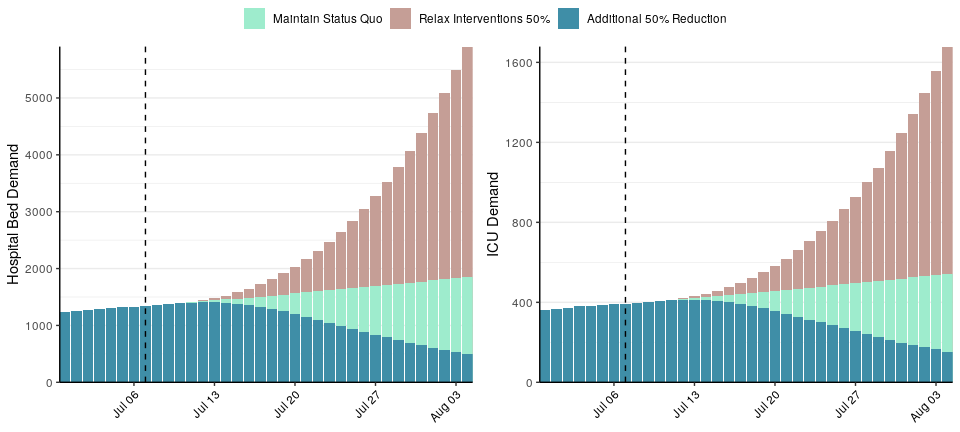 Maintain Status Quo Relax Interventions 50% Additional 50% Reduction
Hospital Bed Demand
5000
4000
3000
2000
1000
0
Jul 06 Jul 13 Jul 20 Jul 27 Aug 03
ICU Demand
1600
1200
800
400
0
Jul 06 Jul 13 Jul 20 Jul 27 Aug 03